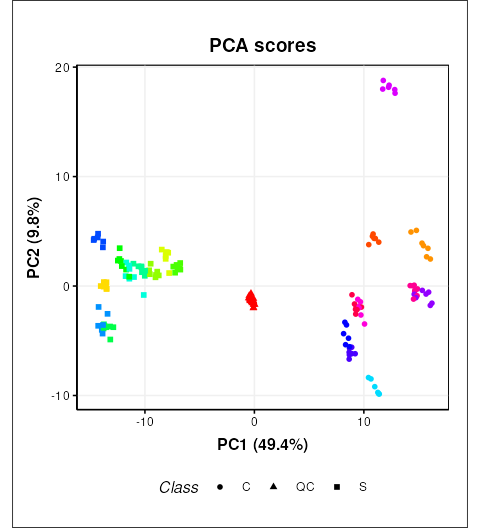 PCA scores
20
10
0
-10
PC2 (9.8%)
-10 0 10
PC1 (49.4%)
Class C QC S